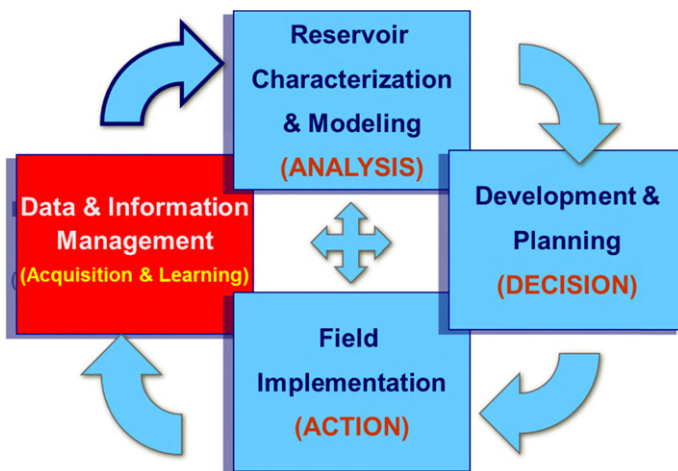 Reservoir
Characterization
& Modeling
(ANALYSIS)
Data & Information
Management
(Acquisition & Learning)
Development &
Planning
(DECISION)
Field
Implementation
(ACTION)